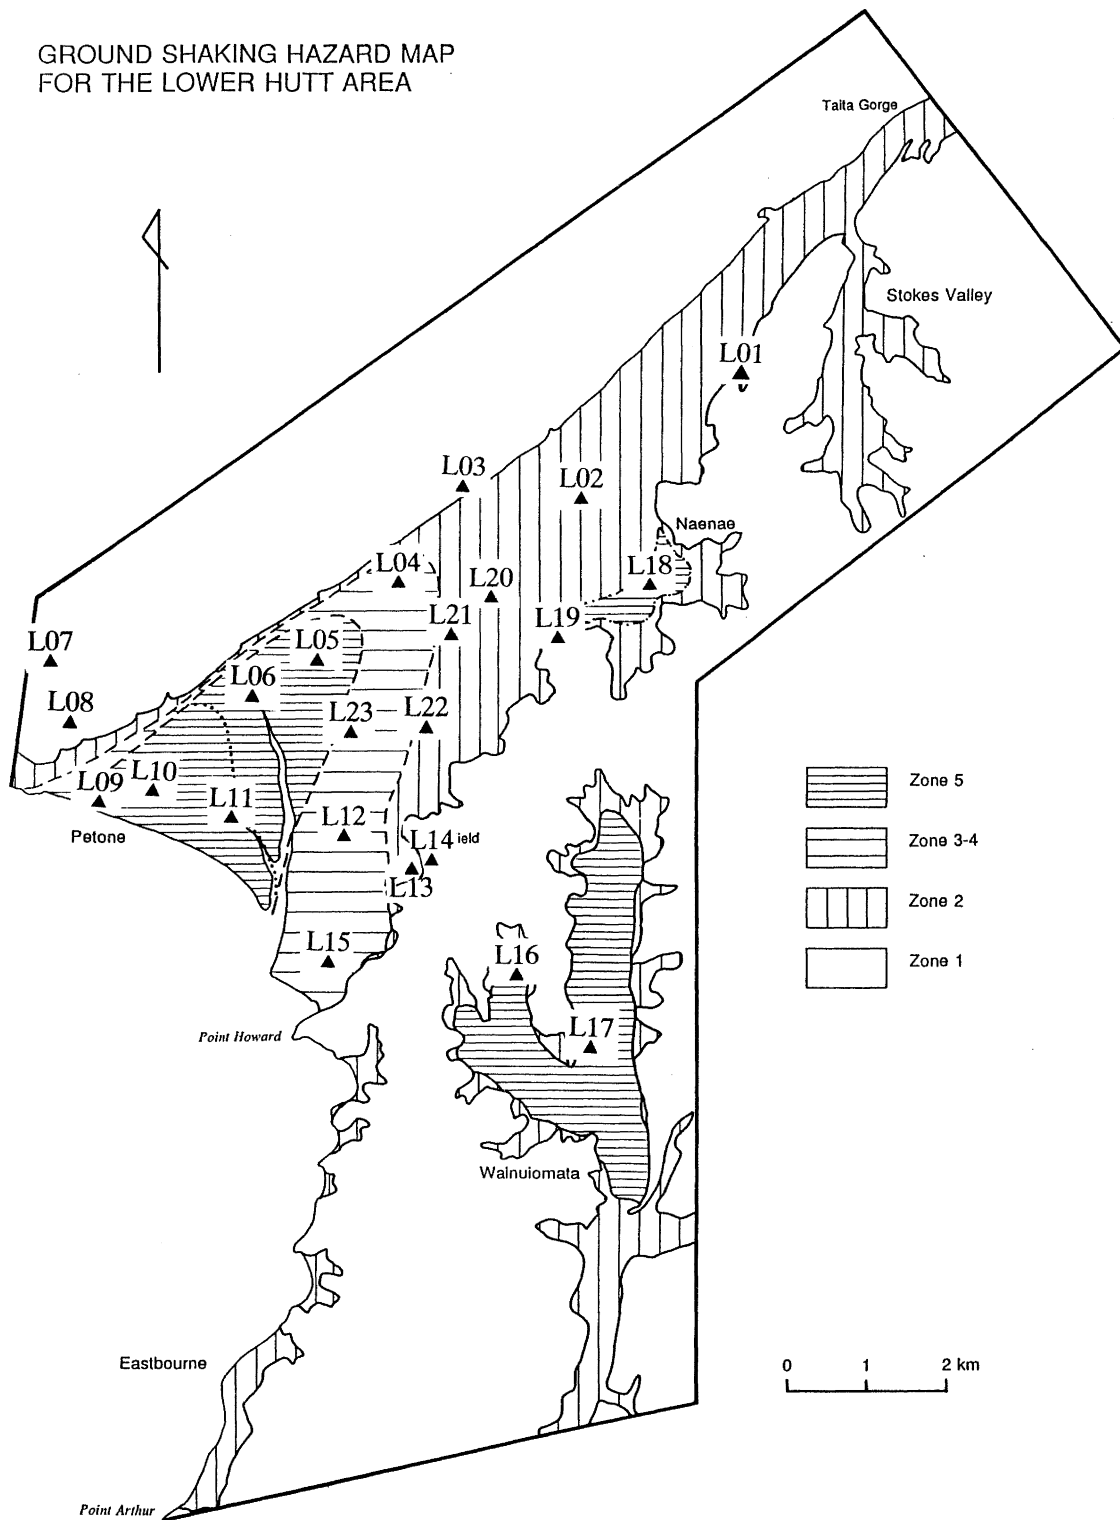 GROUND SHAKING HAZARD MAP
FOR THE LOWER HUTT AREA
Taita Gorge
Stokes Valley
L01
L03
L02
Naenae
L04
L18
L20
L21
L19
L07
L05
L06
L08
L23
L22
L10
L09
L11
Petone
L12
L14 ield
L13
L15
L16
Point Howard
L17
Walnuiomata
Eastbourne
Point Arthur
Zone 5
Zone 3-4
Zone 2
Zone 1
0 1 2 km